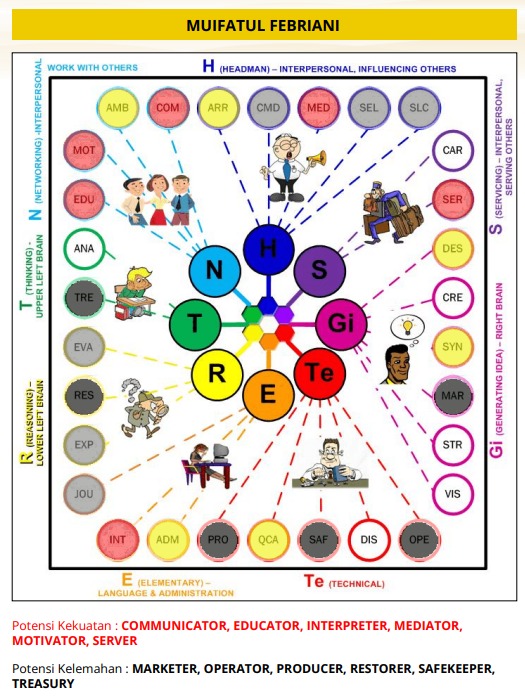 MUIFATUL FEBRIANI
WORK WITH OTHERS
H (HEADMAN) – INTERPERSONAL, INFLUENCING OTHERS
N (NETWORKING) -INTERPERSONAL
T (THINKING) -
UPPER LEFT BRAIN
R (REASONING) –
LOWER LEFT BRAIN
S (SERVICING) – INTERPERSONAL,
SERVING OTHERS
Gi (GENERATING IDEA) – RIGHT BRAIN
AMB COM ARR CMD MED SEL SLC
MOT CAR
EDU SER
ANA DES
TRE CRE
EVA SYN
RES MAR
EXP STR
JOU VIS
H
N S
T Gi
R Te
E
INT ADM PRO QCA SAF DIS OPE
E (ELEMENTARY) –
LANGUAGE & ADMINISTRATION
Te (TECHNICAL)
Potensi Kekuatan : COMMUNICATOR, EDUCATOR, INTERPRETER, MEDIATOR,
MOTIVATOR, SERVER
Potensi Kelemahan : MARKETER, OPERATOR, PRODUCER, RESTORER, SAFEKEEPER,
TREASURY